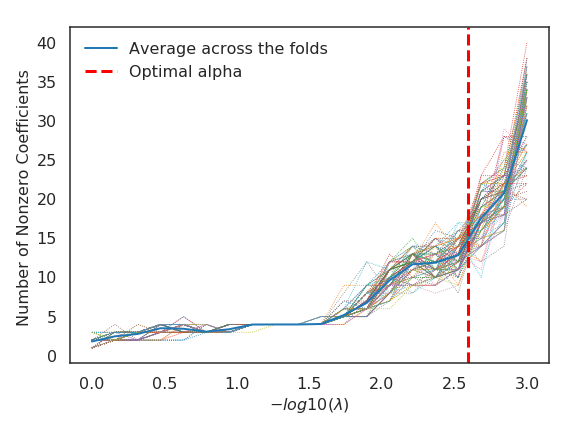 Average across the folds
Optimal alpha
Number of Nonzero Coefficients
40
35
30
25
20
15
10
5
0
0.0 0.5 1.0 1.5 2.0 2.5 3.0
−log10(λ)